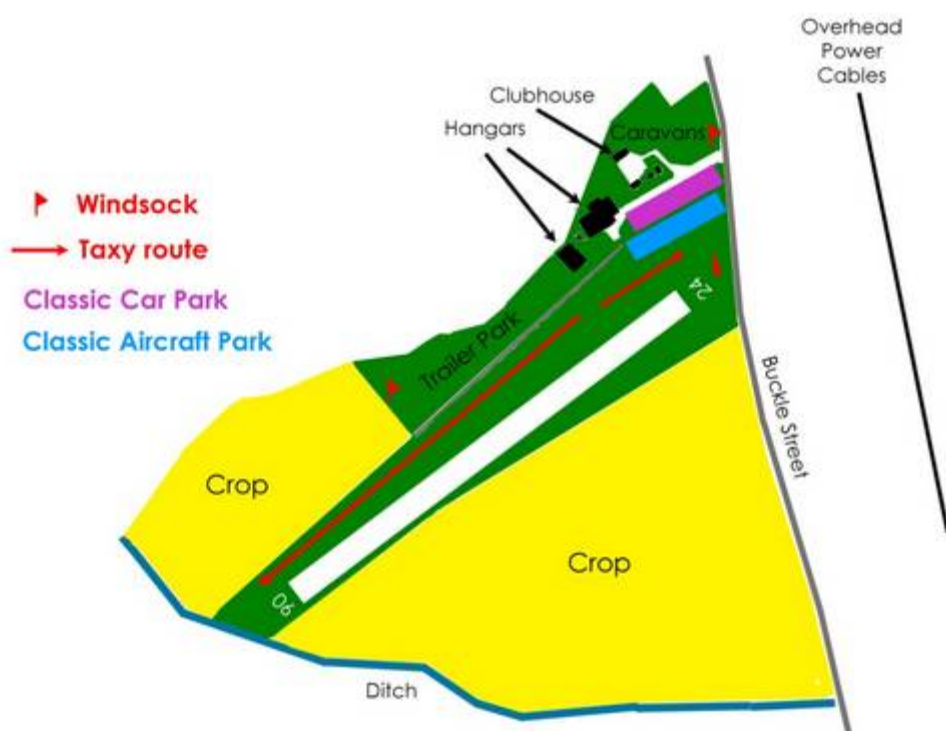 Overhead
Power
Cables
Clubhouse
Hangars
Caravans
Windsock
Taxy route
Classic Car Park
Classic Aircraft Park
24
Trailer Park
Buckle Street
Crop
Crop
06
Ditch